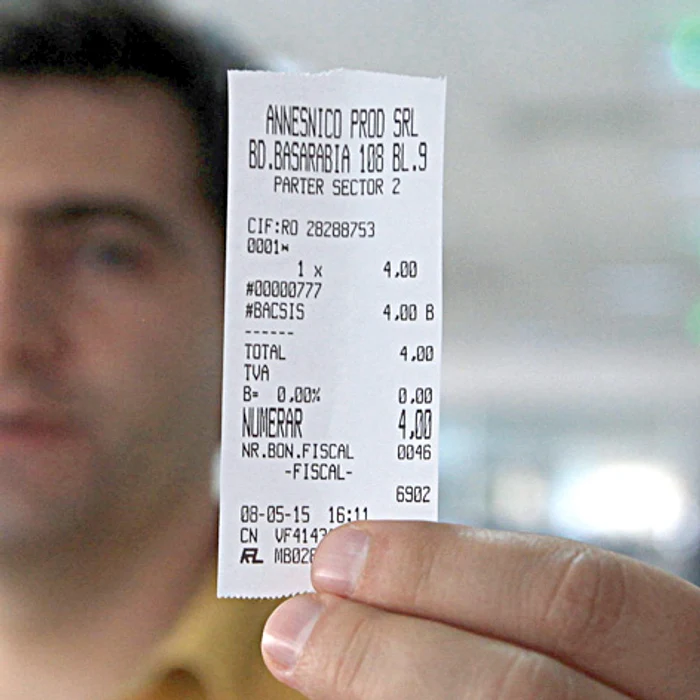 ANNESNICO PROD SRL
BD.BASARABIA 108 BL.9
PARTER SECTOR 2
CIF:RO 28288753
0001*
1 x 4,00
#00000777
#BACSIS 4,00 B
------
TOTAL 4,00
TVA
B= 0,00% 0,00
NUMERAR 4,00
NR.BON.FISCAL 0046
-FISCAL-
6902
08-05-15 16:11
CN VF4143
MB028